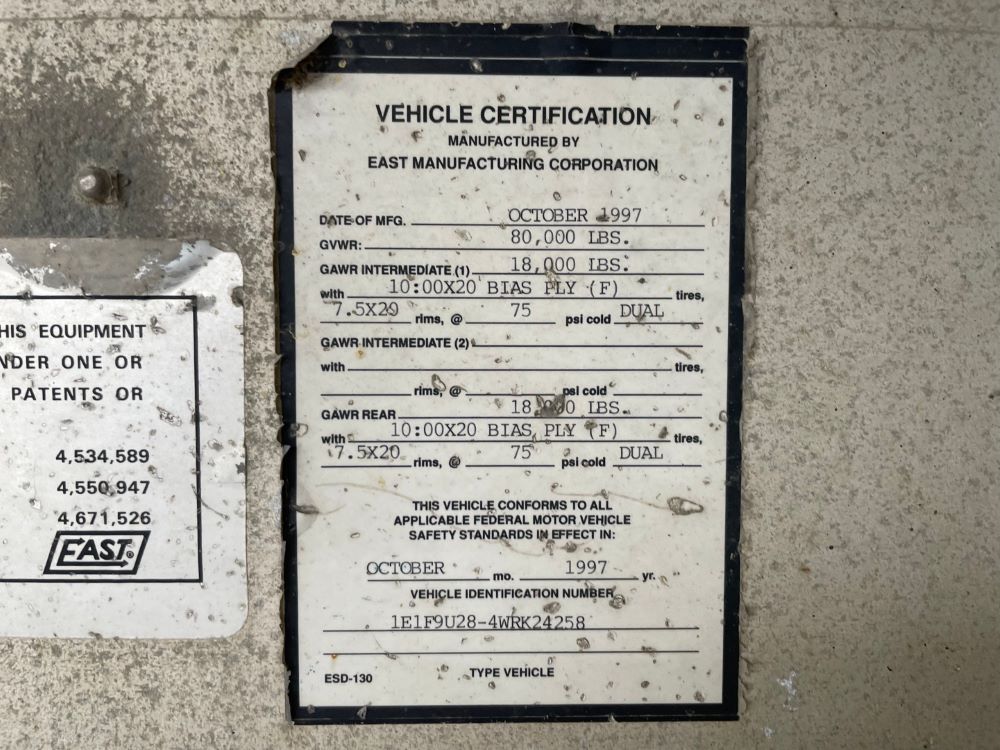 HIS EQUIPMENT
NDER ONE OR
PATENTS OR
4,534,589
4,550,947
4,671,526
EAST®
VEHICLE CERTIFICATION
MANUFACTURED BY
EAST MANUFACTURING CORPORATION
DATE OF MFG. OCTOBER 1997
GVWR: 80,000 LBS.
GAWR INTERMEDIATE (1) 18,000 LBS.
with 10:00X20 BIAS PLY (F) tires,
7.5X20 rims, @ 75 psi cold DUAL
GAWR INTERMEDIATE (2)
with tires,
rims, @ psi cold
GAWR REAR 18,000 LBS.
with 10:00X20 BIAS PLY (F) tires,
7.5X20 rims, @ 75 psi cold DUAL
THIS VEHICLE CONFORMS TO ALL
APPLICABLE FEDERAL MOTOR VEHICLE
SAFETY STANDARDS IN EFFECT IN:
OCTOBER mo. 1997 yr.
VEHICLE IDENTIFICATION NUMBER
1E1F9U28-4WRK24258
TYPE VEHICLE
ESD-130